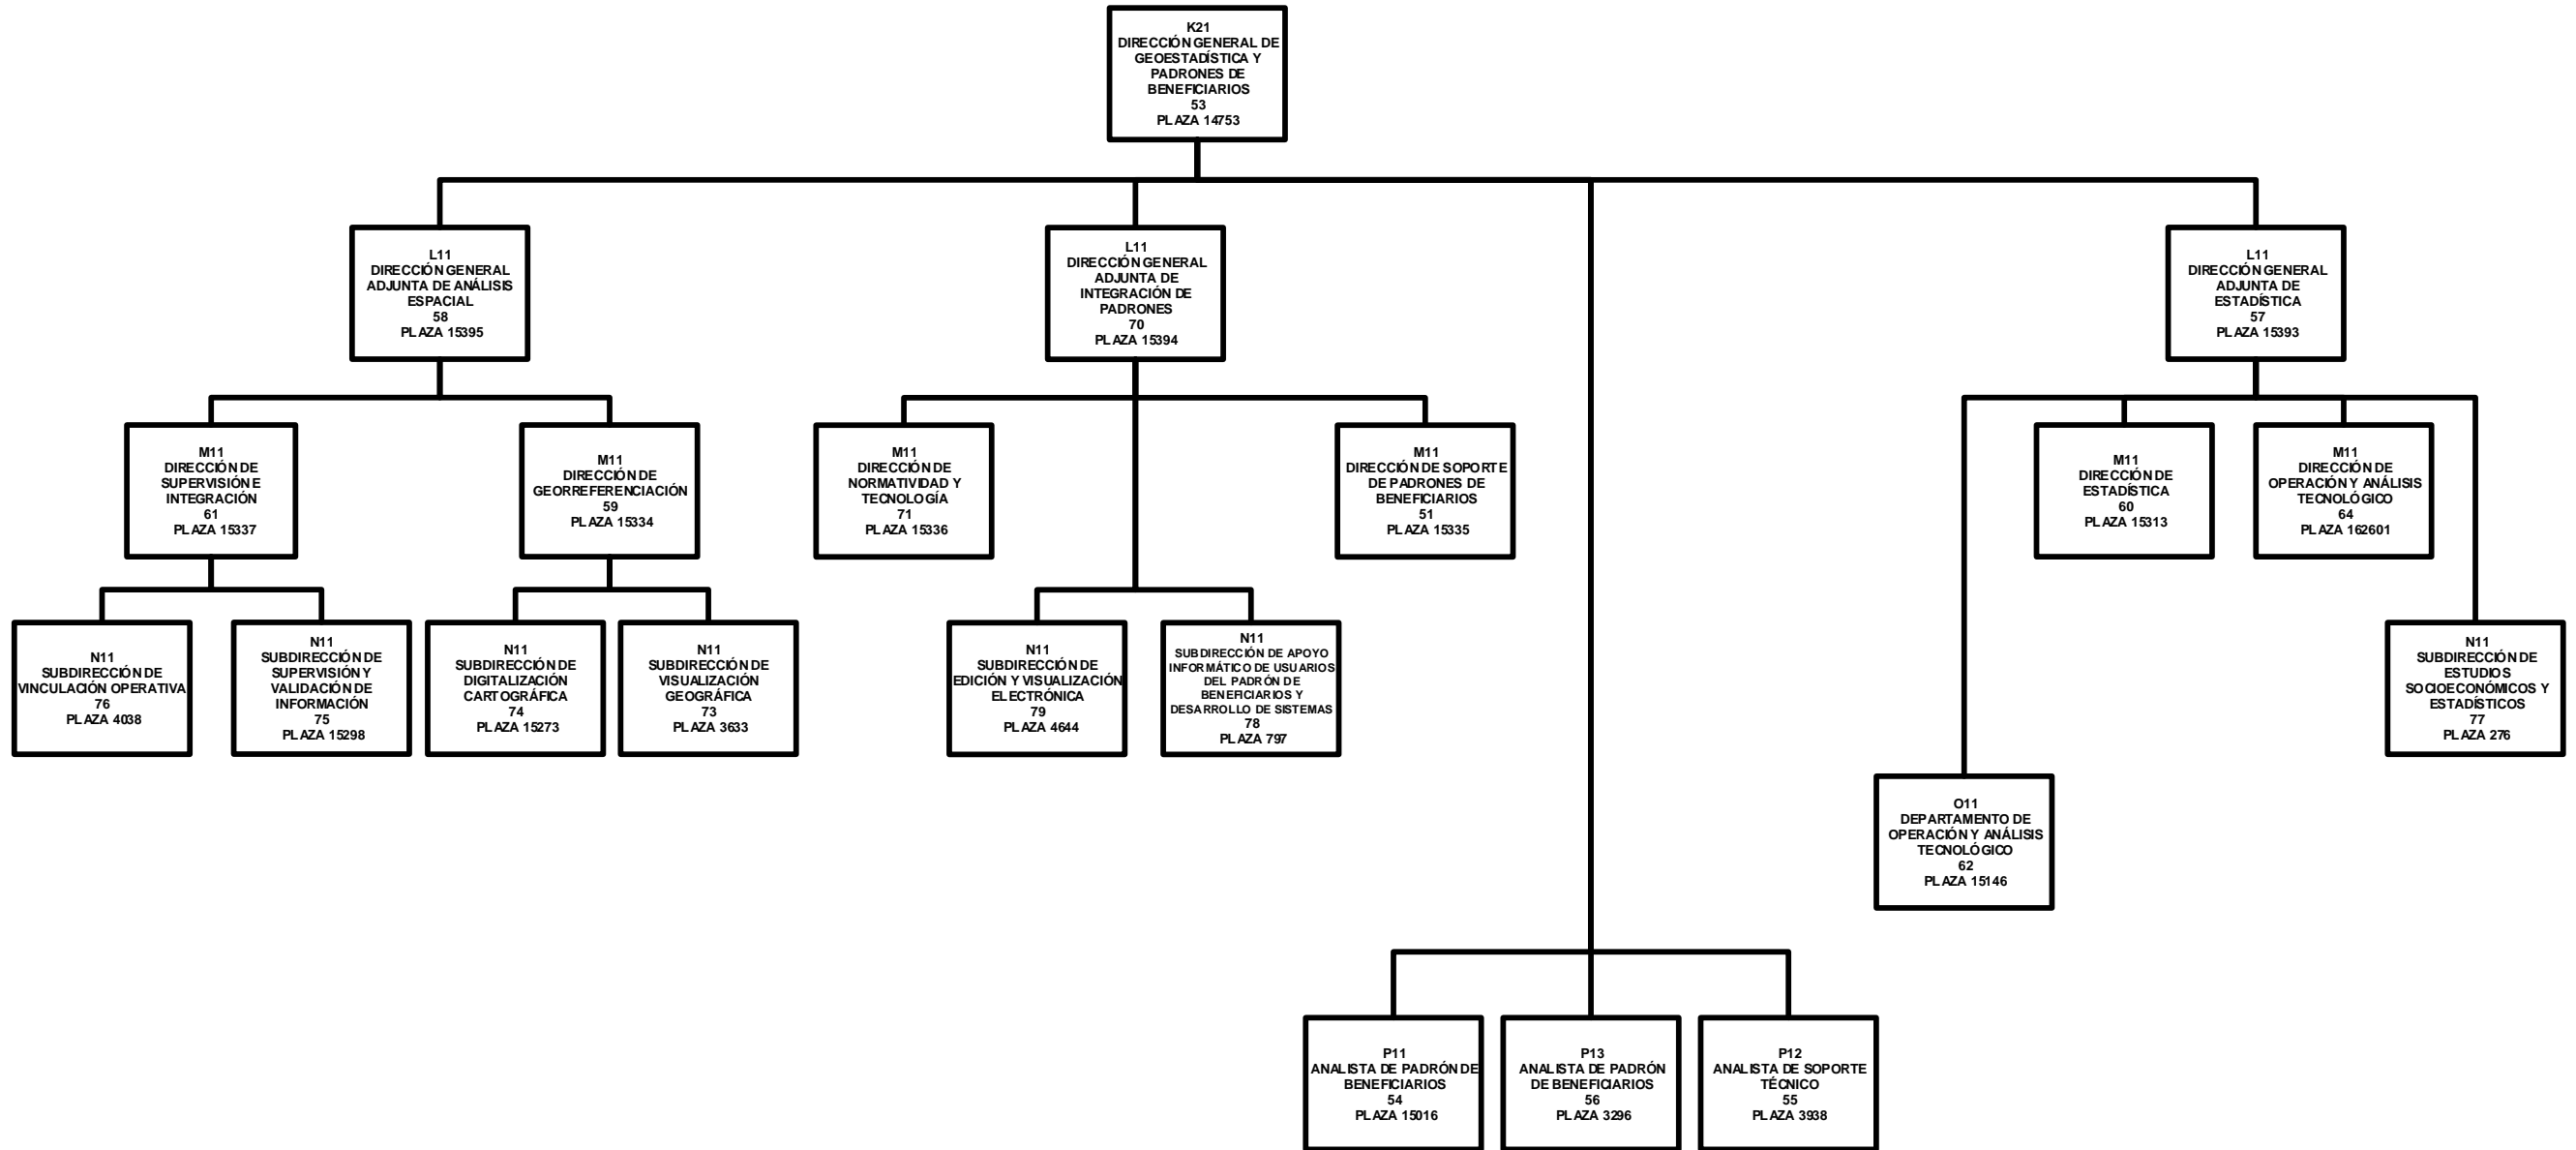 K21
DIRECCIÓN GENERAL DE
GEOESTADÍSTICA Y
PADRONES DE
BENEFICIARIOS
53
PLAZA 14753
L11
DIRECCIÓN GENERAL
ADJUNTA DE ANÁLISIS
ESPACIAL
58
PLAZA 15395
L11
DIRECCIÓN GENERAL
ADJUNTA DE
INTEGRACIÓN DE
PADRONES
70
PLAZA 15394
L11
DIRECCIÓN GENERAL
ADJUNTA DE
ESTADÍSTICA
57
PLAZA 15393
M11
DIRECCIÓN DE
SUPERVISIÓN E
INTEGRACIÓN
61
PLAZA 15337
M11
DIRECCIÓN DE
GEORREFERENCIACIÓN
59
PLAZA 15334
M11
DIRECCIÓN DE
NORMATIVIDAD Y
TECNOLOGÍA
71
PLAZA 15336
M11
DIRECCIÓN DE SOPORTE
DE PADRONES DE
BENEFICIARIOS
51
PLAZA 15335
M11
DIRECCIÓN DE
ESTADÍSTICA
60
PLAZA 15313
M11
DIRECCIÓN DE
OPERACIÓN Y ANÁLISIS
TECNOLÓGICO
64
PLAZA 162601
N11
SUBDIRECCIÓN DE
VINCULACIÓN OPERATIVA
76
PLAZA 4038
N11
SUBDIRECCIÓN DE
SUPERVISIÓN Y
VALIDACIÓN DE
INFORMACIÓN
75
PLAZA 15298
N11
SUBDIRECCIÓN DE
DIGITALIZACIÓN
CARTOGRÁFICA
74
PLAZA 15273
N11
SUBDIRECCIÓN DE
VISUALIZACIÓN
GEOGRÁFICA
73
PLAZA 3633
N11
SUBDIRECCIÓN DE
EDICIÓN Y VISUALIZACIÓN
ELECTRÓNICA
79
PLAZA 4644
N11
SUBDIRECCIÓN DE APOYO
INFORMÁTICO DE USUARIOS
DEL PADRÓN DE
BENEFICIARIOS Y
DESARROLLO DE SISTEMAS
78
PLAZA 797
N11
SUBDIRECCIÓN DE
ESTUDIOS
SOCIOECONÓMICOS Y
ESTADÍSTICOS
77
PLAZA 276
O11
DEPARTAMENTO DE
OPERACIÓN Y ANÁLISIS
TECNOLÓGICO
62
PLAZA 15146
P11
ANALISTA DE PADRÓN DE
BENEFICIARIOS
54
PLAZA 15016
P13
ANALISTA DE PADRÓN
DE BENEFICIARIOS
56
PLAZA 3296
P12
ANALISTA DE SOPORTE
TÉCNICO
55
PLAZA 3938